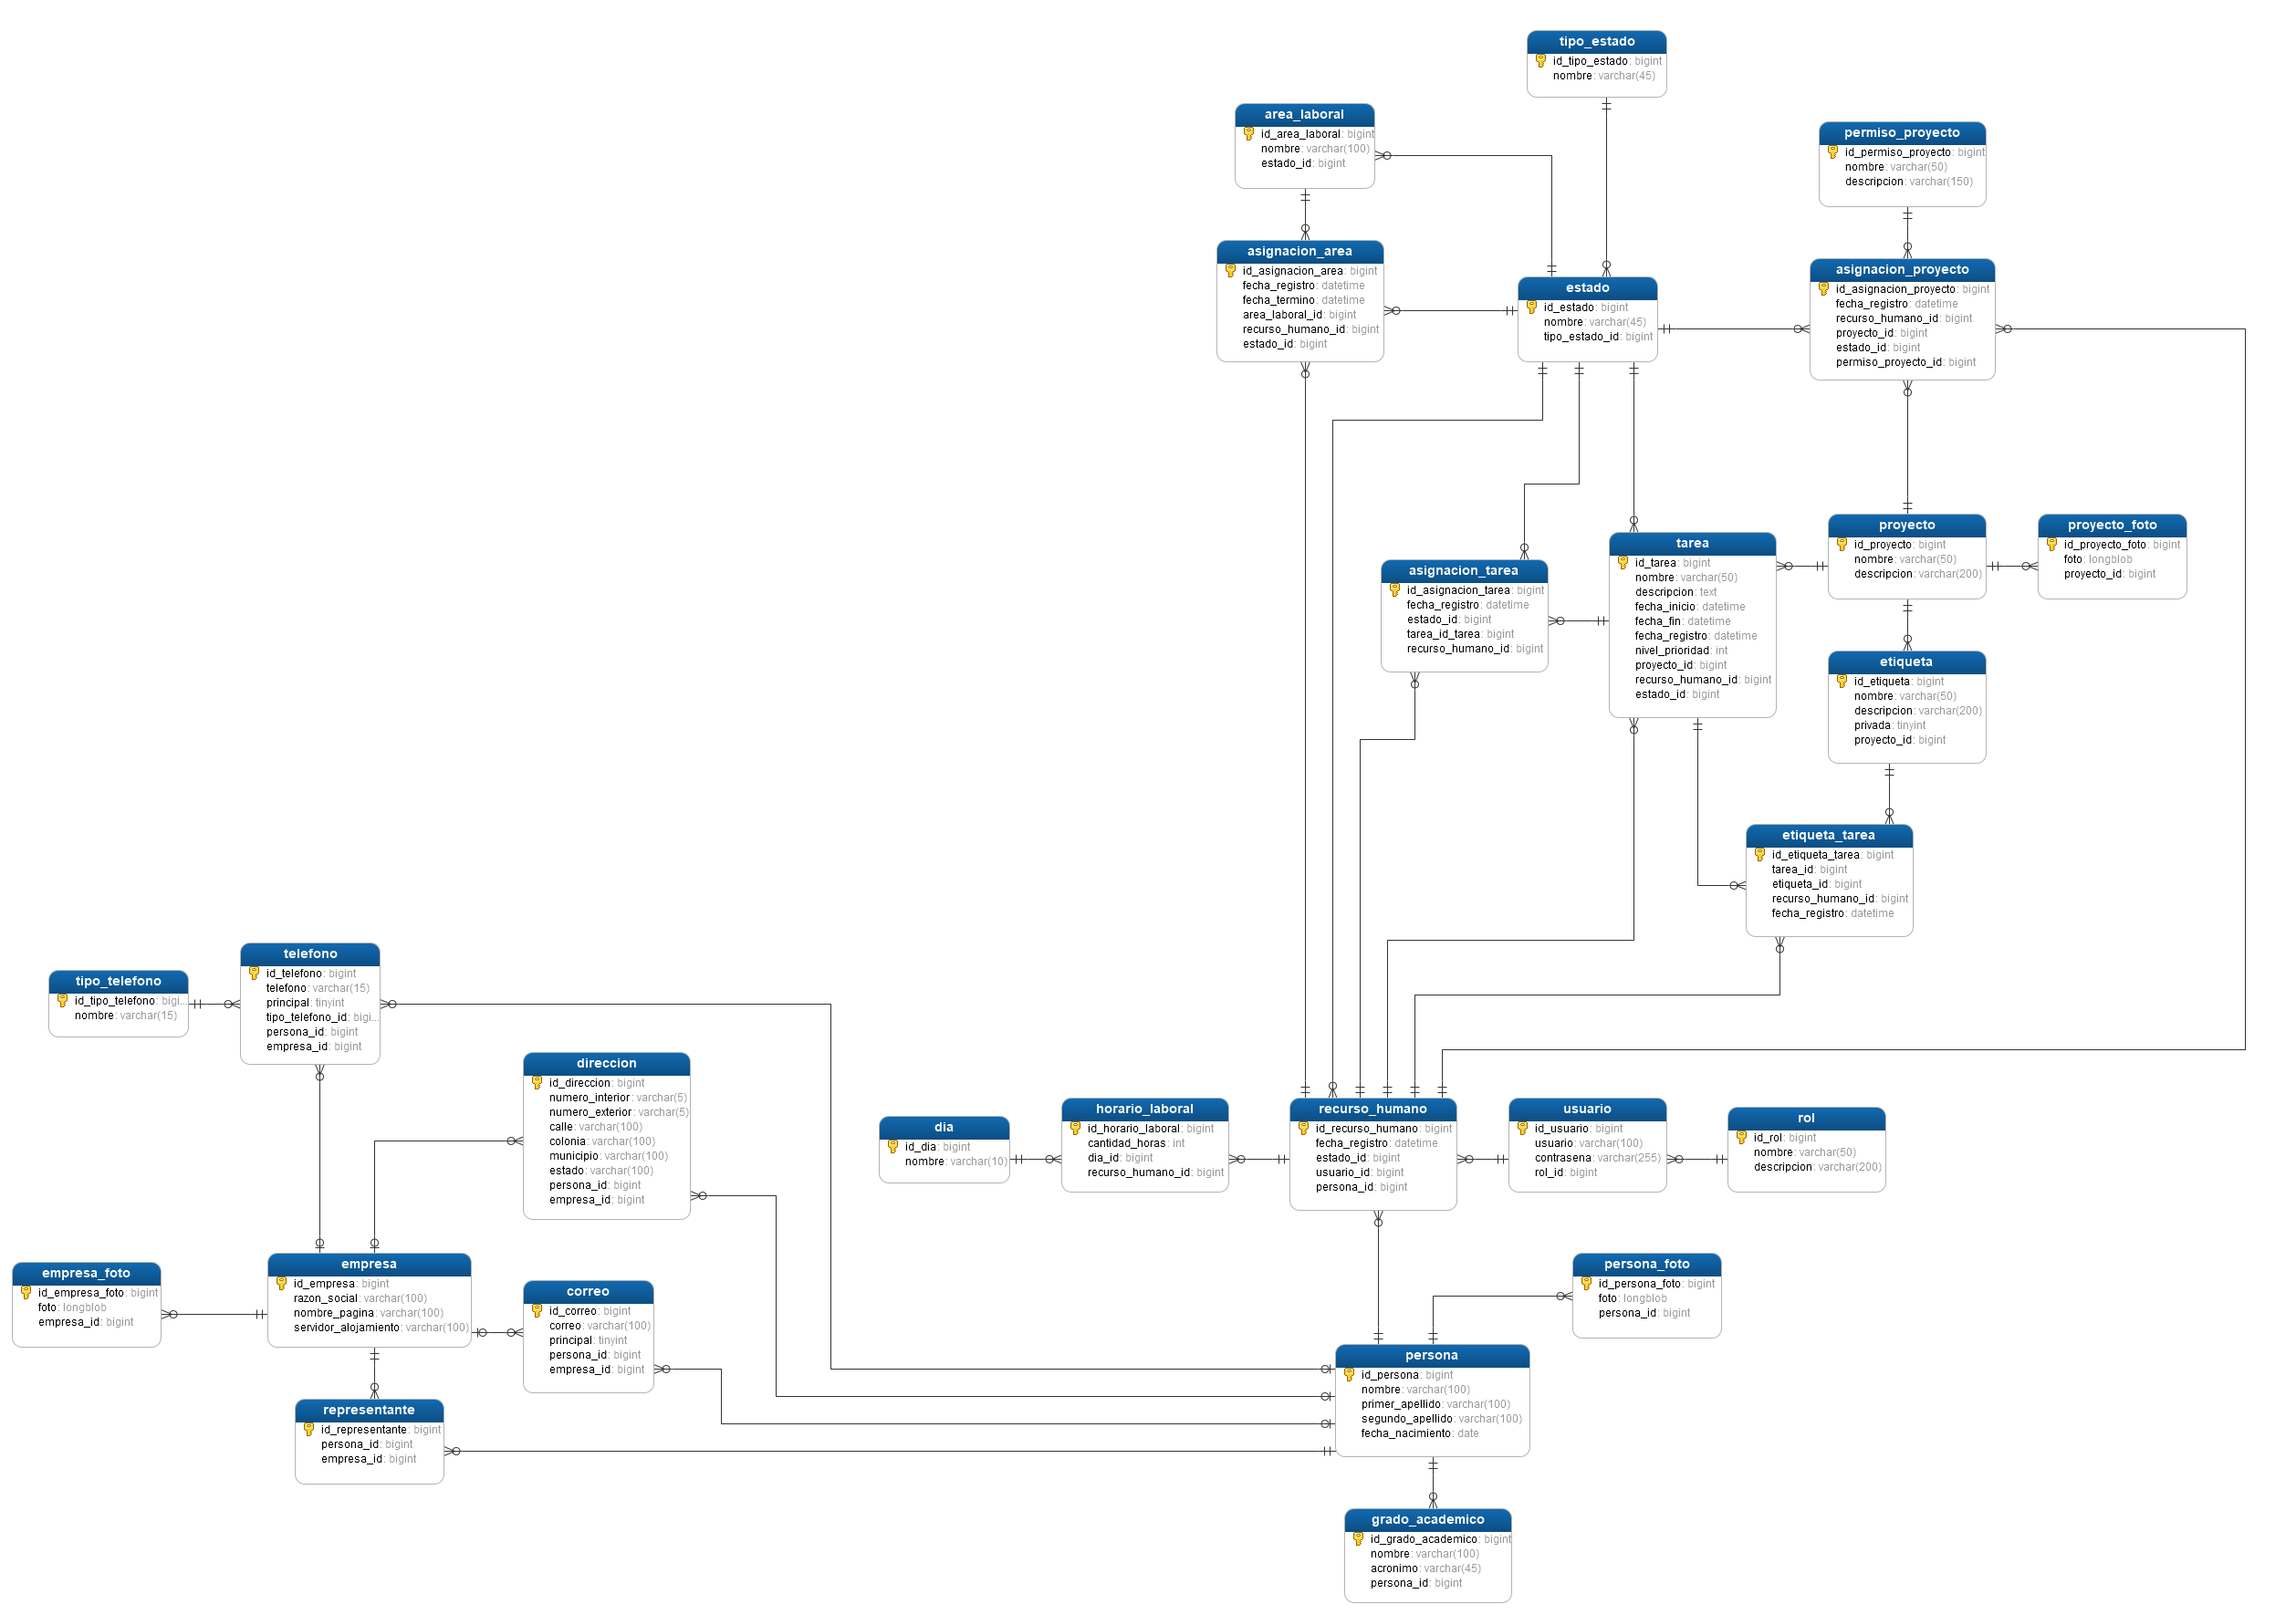 tipo_estado
id_tipo_estado: bigint
nombre: varchar(45)
area_laboral
id_area_laboral: bigint
nombre: varchar(100)
estado_id: bigint
permiso_proyecto
id_permiso_proyecto: bigint
nombre: varchar(50)
descripcion: varchar(150)
asignacion_area
id_asignacion_area: bigint
fecha_registro: datetime
fecha_termino: datetime
area_laboral_id: bigint
recurso_humano_id: bigint
estado_id: bigint
estado
id_estado: bigint
nombre: varchar(45)
tipo_estado_id: bigint
asignacion_proyecto
id_asignacion_proyecto: bigint
fecha_registro: datetime
recurso_humano_id: bigint
proyecto_id: bigint
estado_id: bigint
permiso_proyecto_id: bigint
asignacion_tarea
id_asignacion_tarea: bigint
fecha_registro: datetime
estado_id: bigint
tarea_id_tarea: bigint
recurso_humano_id: bigint
tarea
id_tarea: bigint
nombre: varchar(50)
descripcion: text
fecha_inicio: datetime
fecha_fin: datetime
fecha_registro: datetime
nivel_prioridad: int
proyecto_id: bigint
recurso_humano_id: bigint
estado_id: bigint
proyecto
id_proyecto: bigint
nombre: varchar(50)
descripcion: varchar(200)
proyecto_foto
id_proyecto_foto: bigint
foto: longblob
proyecto_id: bigint
etiqueta
id_etiqueta: bigint
nombre: varchar(50)
descripcion: varchar(200)
privada: tinyint
proyecto_id: bigint
etiqueta_tarea
id_etiqueta_tarea: bigint
tarea_id: bigint
etiqueta_id: bigint
recurso_humano_id: bigint
fecha_registro: datetime
tipo_telefono
id_tipo_telefono: bigi...
nombre: varchar(15)
telefono
id_telefono: bigint
telefono: varchar(15)
principal: tinyint
tipo_telefono_id: bigi...
persona_id: bigint
empresa_id: bigint
direccion
id_direccion: bigint
numero_interior: varchar(5)
numero_exterior: varchar(5)
calle: varchar(100)
colonia: varchar(100)
municipio: varchar(100)
estado: varchar(100)
persona_id: bigint
empresa_id: bigint
dia
id_dia: bigint
nombre: varchar(10)
horario_laboral
id_horario_laboral: bigint
cantidad_horas: int
dia_id: bigint
recurso_humano_id: bigint
recurso_humano
id_recurso_humano: bigint
fecha_registro: datetime
estado_id: bigint
usuario_id: bigint
persona_id: bigint
usuario
id_usuario: bigint
usuario: varchar(100)
contrasena: varchar(255)
rol_id: bigint
rol
id_rol: bigint
nombre: varchar(50)
descripcion: varchar(200)
empresa_foto
id_empresa_foto: bigint
foto: longblob
empresa_id: bigint
empresa
id_empresa: bigint
razon_social: varchar(100)
nombre_pagina: varchar(100)
servidor_alojamiento: varchar(100)
correo
id_correo: bigint
correo: varchar(100)
principal: tinyint
persona_id: bigint
empresa_id: bigint
persona_foto
id_persona_foto: bigint
foto: longblob
persona_id: bigint
representante
id_representante: bigint
persona_id: bigint
empresa_id: bigint
persona
id_persona: bigint
nombre: varchar(100)
primer_apellido: varchar(100)
segundo_apellido: varchar(100)
fecha_nacimiento: date
grado_academico
id_grado_academico: bigint
nombre: varchar(100)
acronimo: varchar(45)
persona_id: bigint